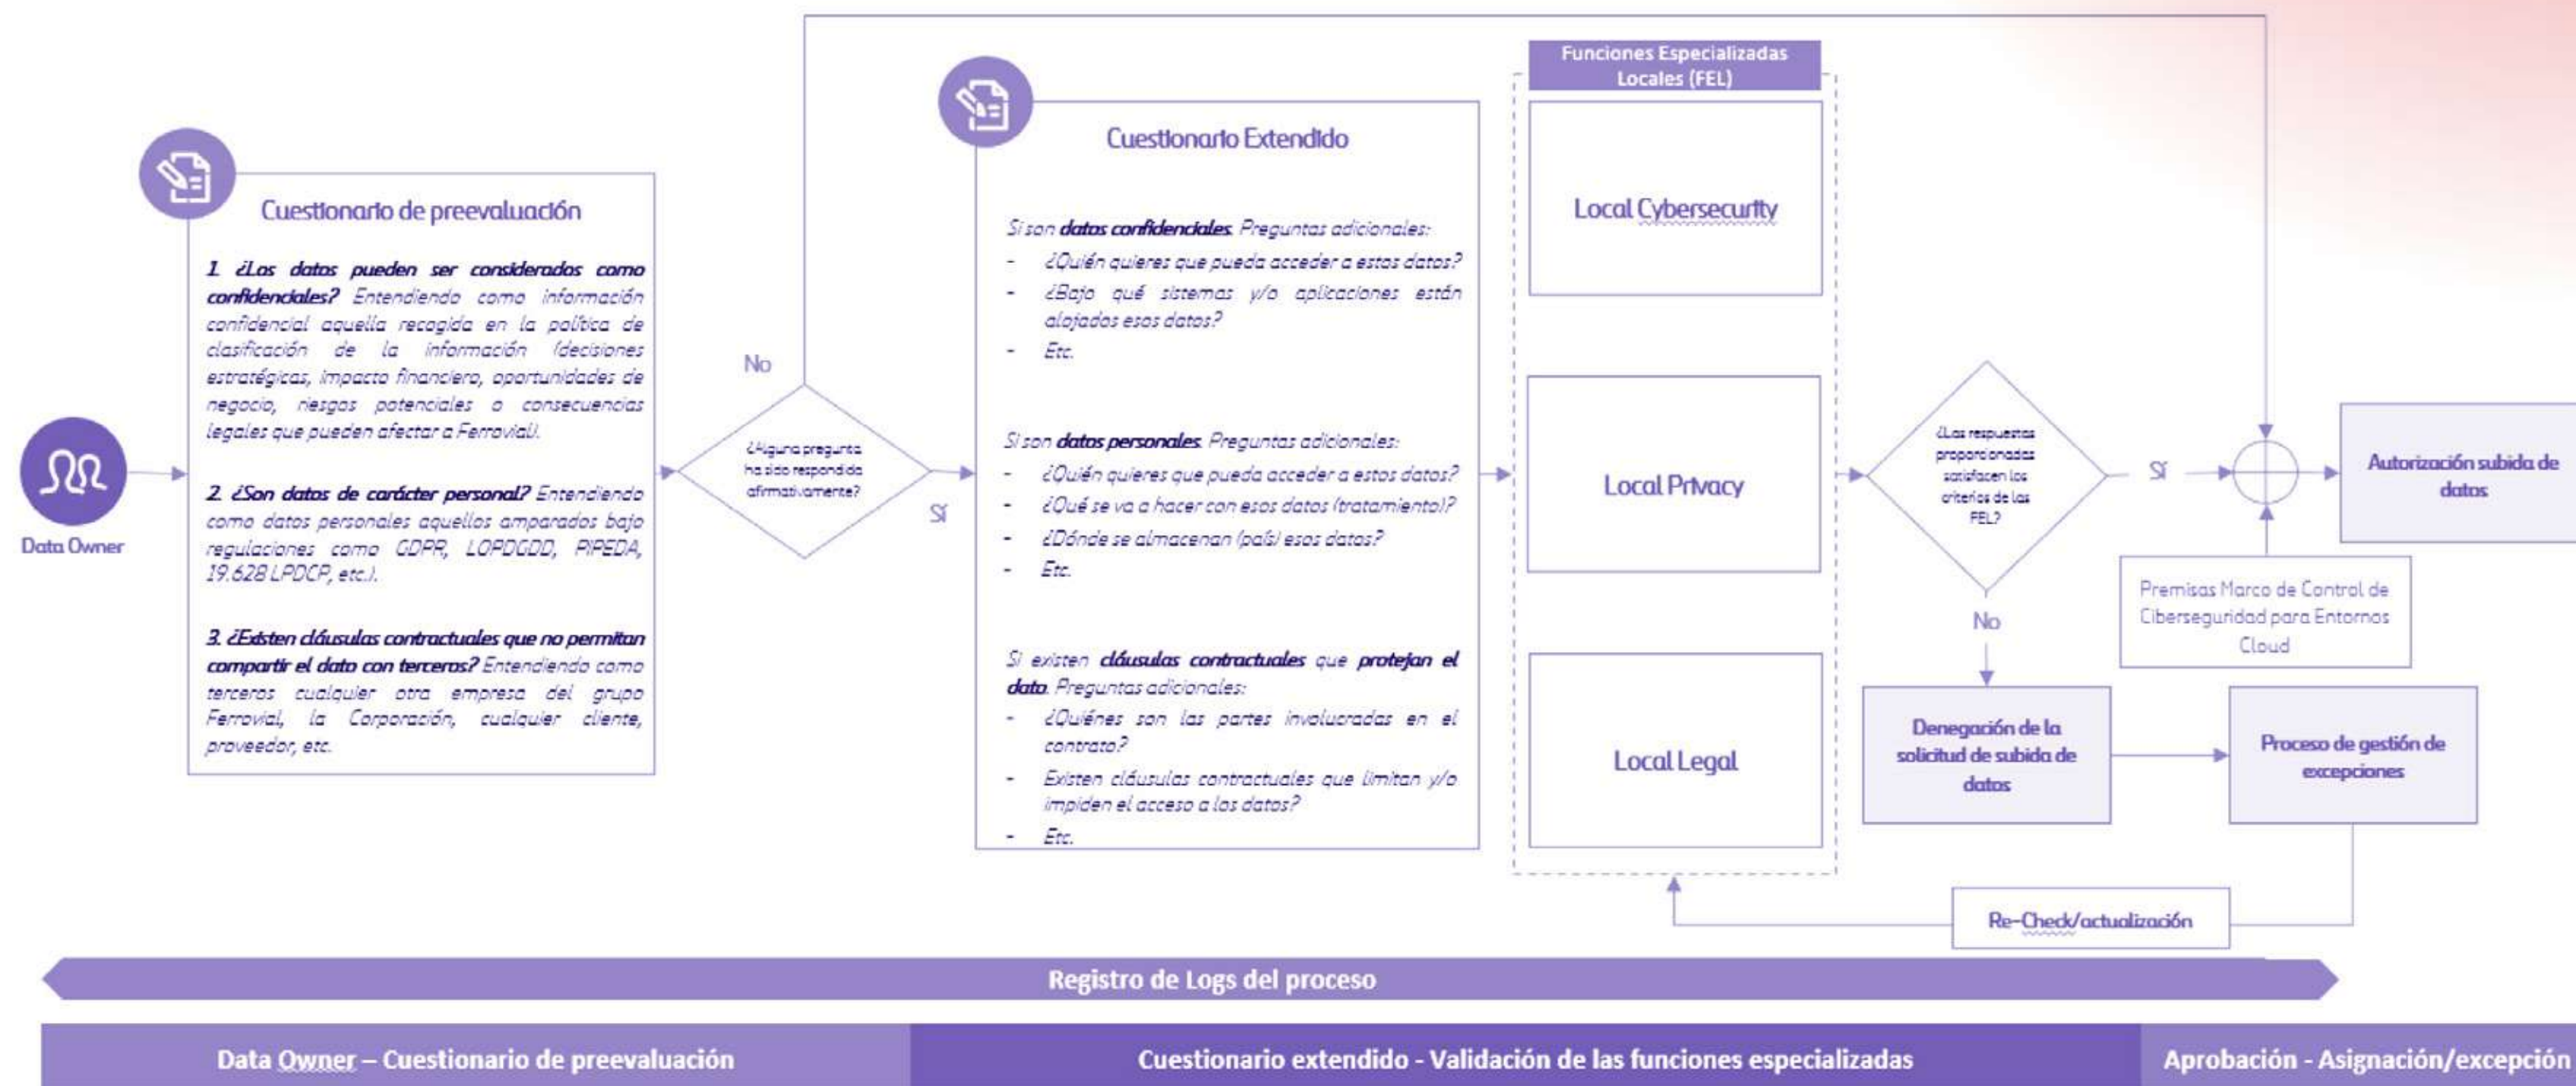 Data Owner
Cuestionario de preevaluación
1. ¿Los datos pueden ser considerados como
confidenciales? Entendiendo como información
confidencial aquella recogida en la política de
clasificación de la información (decisiones
estratégicas, impacto financiero, oportunidades de
negocio, riesgos potenciales o consecuencias
legales que pueden afectar a Ferrovial).
2. ¿Son datos de carácter personal? Entendiendo
como datos personales aquellos amparados bajo
regulaciones como GDPR, LOPDGDD, PIPEDA,
19.628 LPDCP, etc.).
3. ¿Existen cláusulas contractuales que no permitan
compartir el dato con terceros? Entendiendo como
terceros cualquier otra empresa del grupo
Ferrovial, la Corporación, cualquier cliente,
proveedor, etc.
No
¿Alguna pregunta
ha sido respondida
afirmativamente?
Sí
Cuestionario Extendido
Si son datos confidenciales. Preguntas adicionales:
- ¿Quién quieres que pueda acceder a estos datos?
- ¿Bajo qué sistemas y/o aplicaciones están
alojados esos datos?
- Etc.
Si son datos personales. Preguntas adicionales:
- ¿Quién quieres que pueda acceder a estos datos?
- ¿Qué se va a hacer con esos datos (tratamiento)?
- ¿Dónde se almacenan (país) esos datos?
- Etc.
Si existen cláusulas contractuales que protejan el
dato. Preguntas adicionales:
- ¿Quiénes son las partes involucradas en el
contrato?
- Existen cláusulas contractuales que limitan y/o
impiden el acceso a los datos?
- Etc.
Funciones Especializadas
Locales (FEL)
Local Cybersecurity
Local Privacy
Local Legal
¿Las respuestas
proporcionadas
satisfacen los
criterios de las
FEL?
Sí
No
Autorización subida de
datos
Premisas Marco de Control de
Ciberseguridad para Entornos
Cloud
Denegación de la
solicitud de subida de
datos
Proceso de gestión de
excepciones
Re-Check/actualización
Registro de Logs del proceso
Data Owner – Cuestionario de preevaluación
Cuestionario extendido - Validación de las funciones especializadas
Aprobación - Asignación/excepción